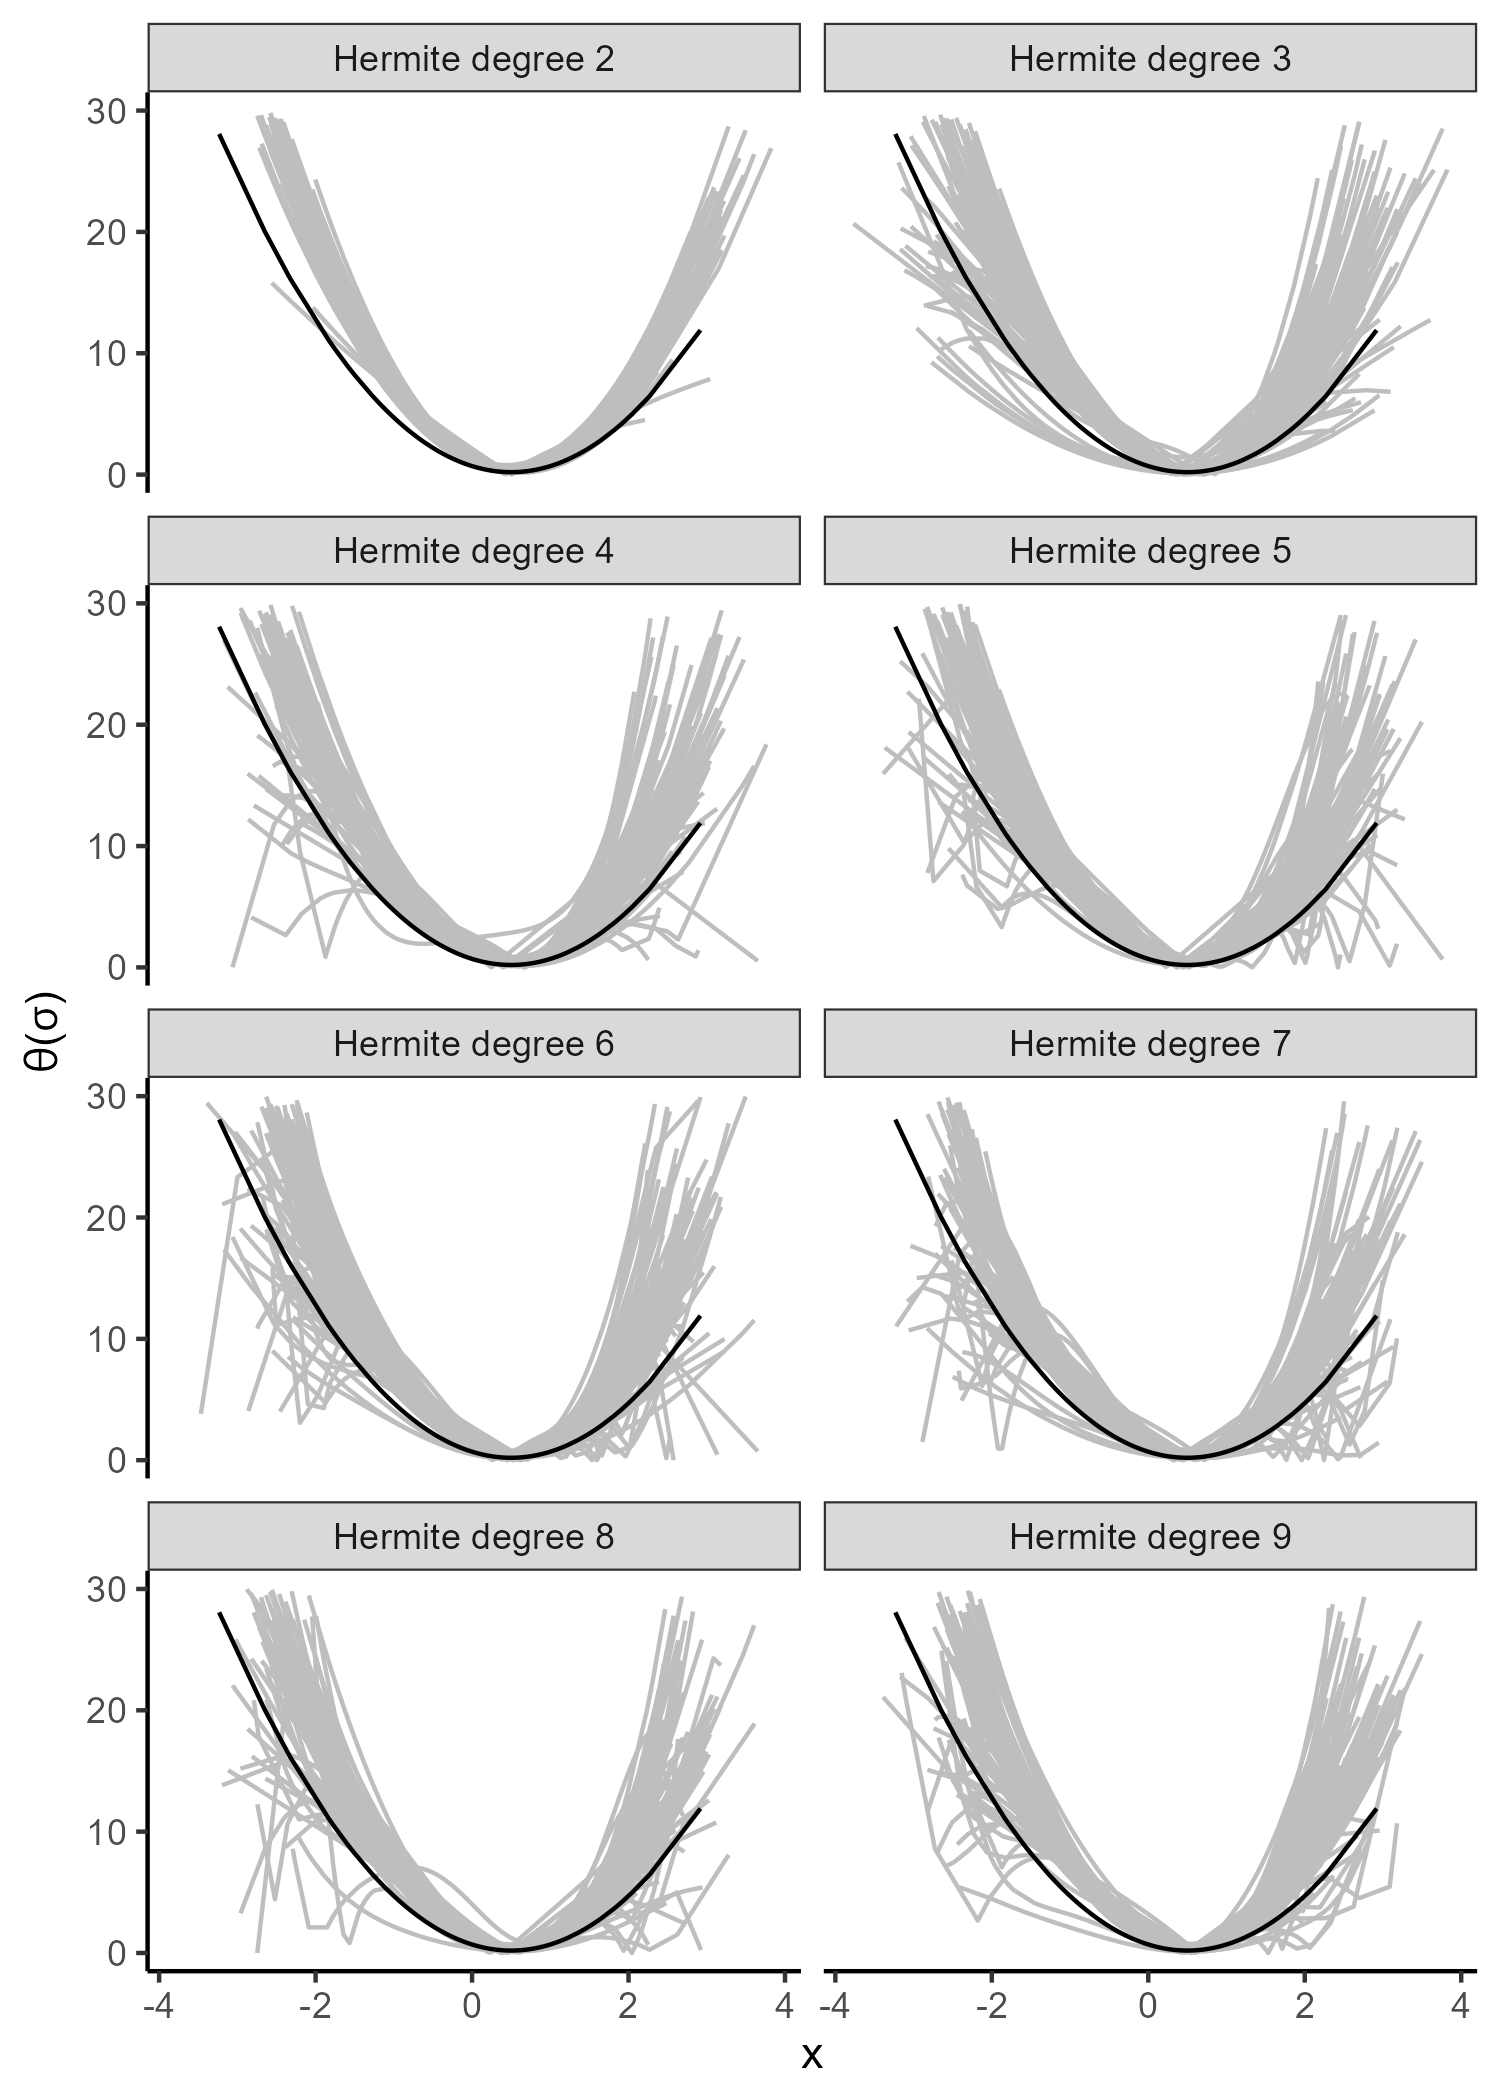 Hermite degree 2
Hermite degree 3
30
20
10
0
Hermite degree 4
Hermite degree 5
30
20
10
0
θ(σ)
Hermite degree 6
Hermite degree 7
30
20
10
0
Hermite degree 8
Hermite degree 9
30
20
10
0
-4 -2 0 2 4 -4 -2 0 2 4
x